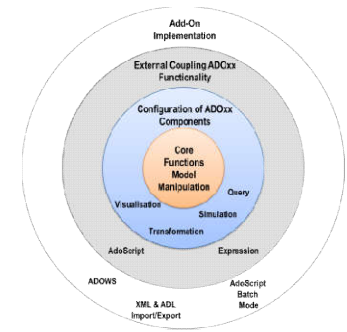 Add-On
Implementation
External Coupling ADOxx
Functionality
Configuration of ADOxx
Components
Core
Functions
Model
Manipulation
Query
Visualisation
Simulation
Transformation
AdoScript
Expression
ADOWS
AdoScript
Batch
Mode
XML & ADL
Import/Export